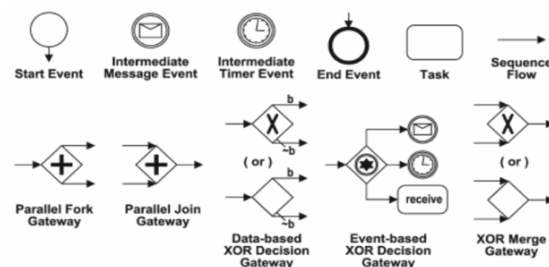 Start Event
Intermediate
Message Event
Intermediate
Timer Event
End Event
Task
Sequence
Flow
b
X
~b
( or )
b
~b
receive
X
( or )
Parallel Fork
Gateway
Parallel Join
Gateway
Data-based
XOR Decision
Gateway
Event-based
XOR Decision
Gateway
XOR Merge
Gateway